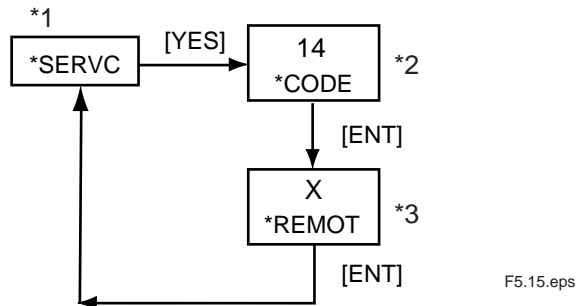 *1
*SERVC
[YES]
14
*CODE
*2
[ENT]
X
*REMOT
*3
[ENT]
F5.15.eps